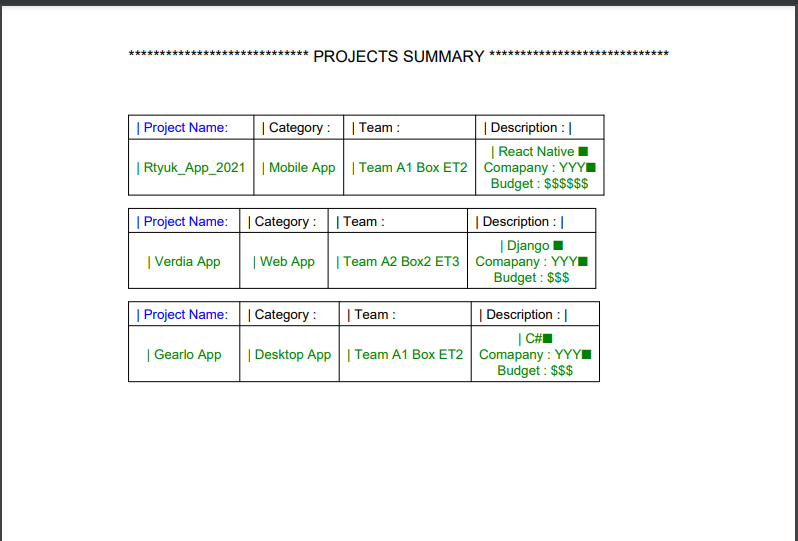 ***************************** PROJECTS SUMMARY *****************************
| Project Name: | Category : | Team : | Description : |
| Rtyuk_App_2021 | Mobile App | Team A1 Box ET2 | React Native ■
Comapany : YYY■
Budget : $$$$$$
| Project Name: | Category : | Team : | Description : |
| Verdia App | Web App | Team A2 Box2 ET3 | Django ■
Comapany : YYY■
Budget : $$$
| Project Name: | Category : | Team : | Description : |
| Gearlo App | Desktop App | Team A1 Box ET2 | C#■
Comapany : YYY■
Budget : $$$